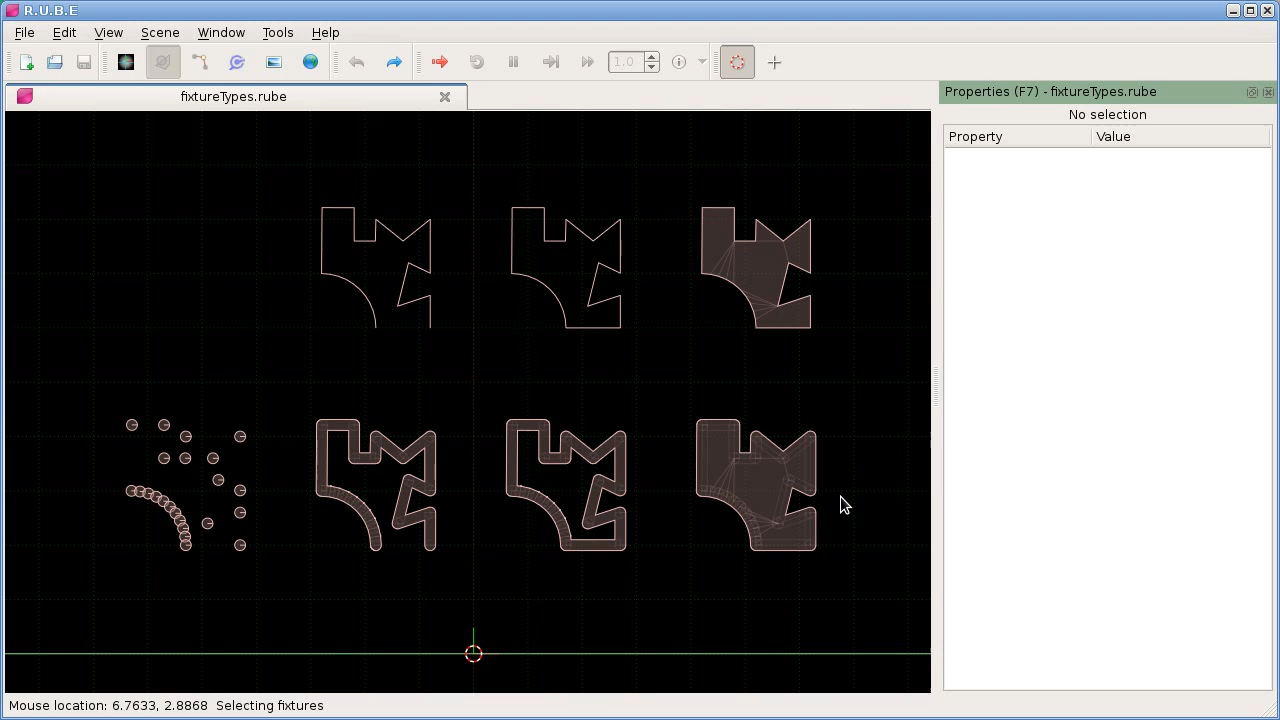 R.U.B.E
File Edit View Scene Window Tools Help
1.0
fixtureTypes.rube
Properties (F7) - fixtureTypes.rube
No selection
Property Value
Mouse location: 6.7633, 2.8868 Selecting fixtures